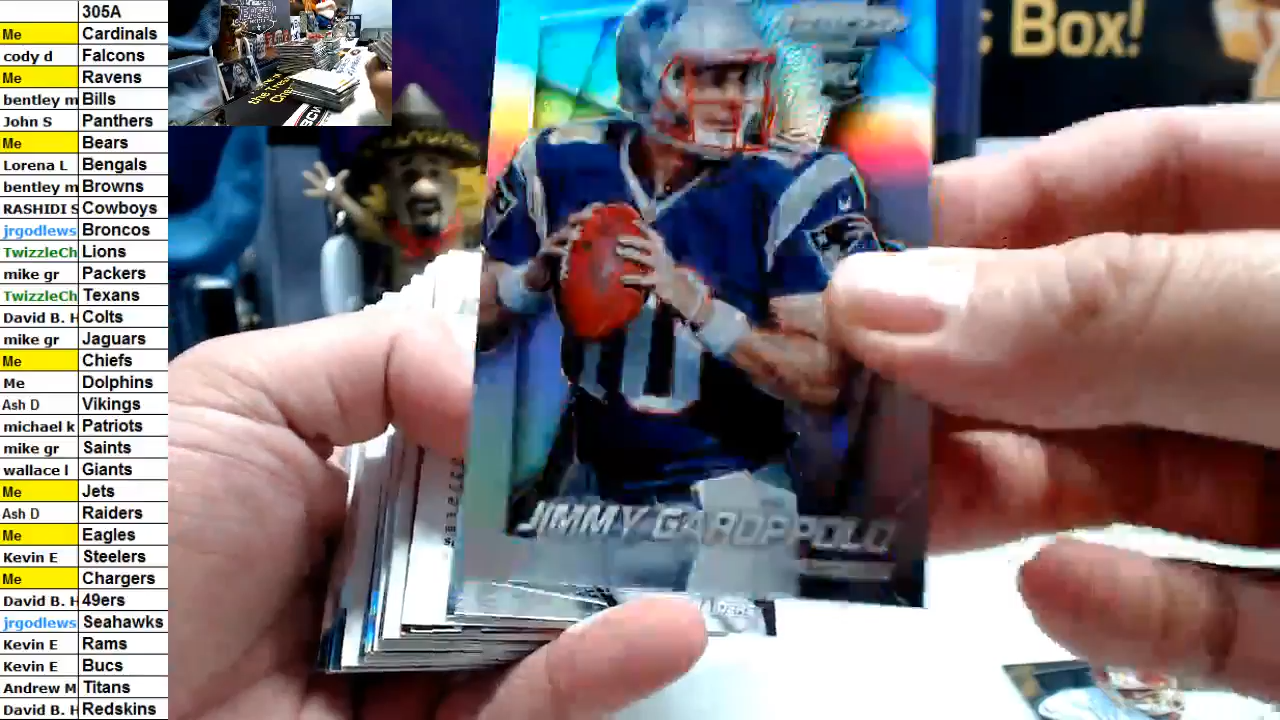 305A
Me Cardinals
cody d Falcons
Me Ravens
bentley m Bills
John S Panthers
Me Bears
Lorena L Bengals
bentley m Browns
RASHIDI S Cowboys
jrgodlews Broncos
TwizzleCh Lions
mike gr Packers
TwizzleCh Texans
David B. H Colts
mike gr Jaguars
Me Chiefs
Me Dolphins
Ash D Vikings
michael k Patriots
mike gr Saints
wallace l Giants
Me Jets
Ash D Raiders
Me Eagles
Kevin E Steelers
Me Chargers
David B. H 49ers
jrgodlews Seahawks
Kevin E Rams
Kevin E Bucs
Andrew M Titans
David B. H Redskins
Box!
10
JIMMY GAROPPOLO